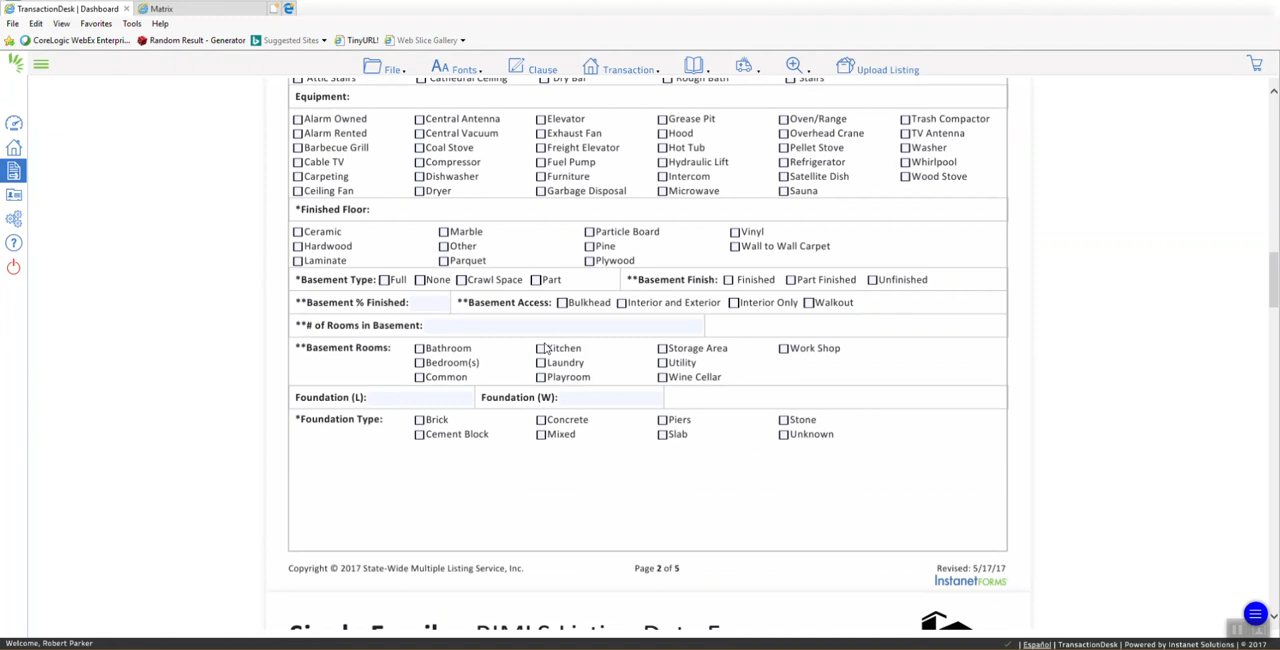 TransactionDesk | Dashboard × Matrix
File Edit View Favorites Tools Help
CoreLogic WebEx Enterpri... Random Result - Generator Suggested Sites TinyURL! Web Slice Gallery
File Fonts Clause Transaction Upload Listing
Attic Stairs Cathedral Ceiling Dry Bar Rough Bath Stairs
Equipment:
Alarm Owned Central Antenna Elevator Grease Pit Oven/Range Trash Compactor
Alarm Rented Central Vacuum Exhaust Fan Hood Overhead Crane TV Antenna
Barbecue Grill Coal Stove Freight Elevator Hot Tub Pellet Stove Washer
Cable TV Compressor Fuel Pump Hydraulic Lift Refrigerator Whirlpool
Carpeting Dishwasher Furniture Intercom Satellite Dish Wood Stove
Ceiling Fan Dryer Garbage Disposal Microwave Sauna
*Finished Floor:
Ceramic Marble Particle Board Vinyl
Hardwood Other Pine Wall to Wall Carpet
Laminate Parquet Plywood
*Basement Type: Full None Crawl Space Part **Basement Finish: Finished Part Finished Unfinished
**Basement % Finished: **Basement Access: Bulkhead Interior and Exterior Interior Only Walkout
**# of Rooms in Basement:
**Basement Rooms: Bathroom Kitchen Storage Area Work Shop
Bedroom(s) Laundry Utility
Common Playroom Wine Cellar
Foundation (L): Foundation (W):
*Foundation Type: Brick Concrete Piers Stone
Cement Block Mixed Slab Unknown
Copyright © 2017 State-Wide Multiple Listing Service, Inc. Page 2 of 5 Revised: 5/17/17
InstanetFORMS
Welcome, Robert Parker | Español | TransactionDesk | Powered by Instanet Solutions | © 2017